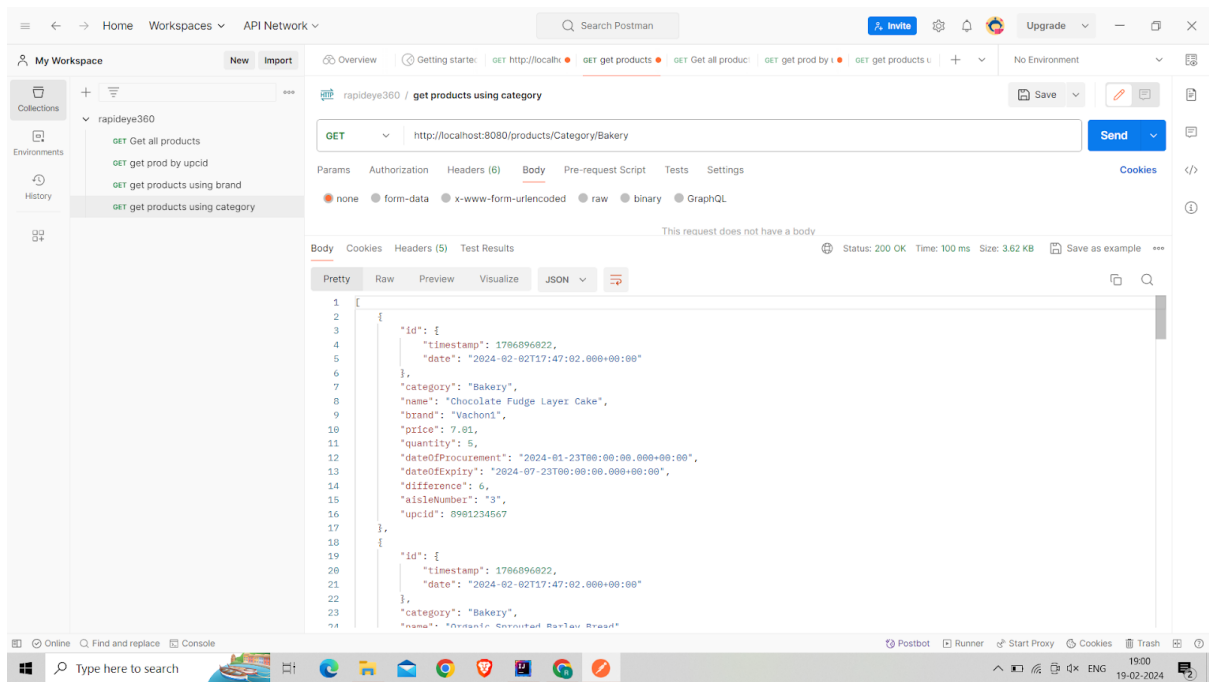 Home Workspaces API Network Search Postman Invite Upgrade
My Workspace New Import Overview Getting started GET http://localhc GET get products GET Get all product GET get prod by u GET get products u No Environment
Collections
Environments
History
rapideye360
GET Get all products
GET get prod by upcid
GET get products using brand
GET get products using category
HTTP rapideye360 / get products using category Save
GET http://localhost:8080/products/Category/Bakery Send
Params Authorization Headers (6) Body Pre-request Script Tests Settings Cookies
none form-data x-www-form-urlencoded raw binary GraphQL
This request does not have a body
Body Cookies Headers (5) Test Results Status: 200 OK Time: 100 ms Size: 3.62 KB Save as example
Pretty Raw Preview Visualize JSON
1 [
2 {
3 "id": {
4 "timestamp": 1706896022,
5 "date": "2024-02-02T17:47:02.000+00:00"
6 },
7 "category": "Bakery",
8 "name": "Chocolate Fudge Layer Cake",
9 "brand": "Vachon1",
10 "price": 7.01,
11 "quantity": 5,
12 "dateOfProcurement": "2024-01-23T00:00:00.000+00:00",
13 "dateOfExpiry": "2024-07-23T00:00:00.000+00:00",
14 "difference": 6,
15 "aisleNumber": "3",
16 "upcid": 8901234567
17 },
18 {
19 "id": {
20 "timestamp": 1706896022,
21 "date": "2024-02-02T17:47:02.000+00:00"
22 },
23 "category": "Bakery",
24 "name": "Organic Sprouted Barley Bread"
Online Find and replace Console Postbot Runner Start Proxy Cookies Trash
Type here to search ENG 19:00
19-02-2024 2